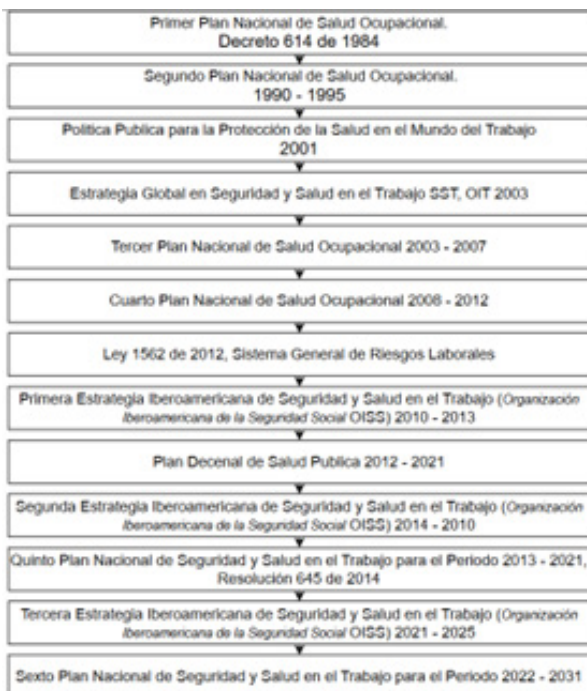 Primer Plan Nacional de Salud Ocupacional.
Decreto 614 de 1984
Segundo Plan Nacional de Salud Ocupacional.
1990 - 1995
Política Publica para la Protección de la Salud en el Mundo del Trabajo
2001
Estrategia Global en Seguridad y Salud en el Trabajo SST, OIT 2003
Tercer Plan Nacional de Salud Ocupacional 2003 - 2007
Cuarto Plan Nacional de Salud Ocupacional 2008 - 2012
Ley 1562 de 2012, Sistema General de Riesgos Laborales
Primera Estrategia Iberoamericana de Seguridad y Salud en el Trabajo (Organización
Iberoamericana de la Seguridad Social OISS) 2010 - 2013
Plan Decenal de Salud Publica 2012 - 2021
Segunda Estrategia Iberoamericana de Seguridad y Salud en el Trabajo (Organización
Iberoamericana de la Seguridad Social OISS) 2014 - 2010
Quinto Plan Nacional de Seguridad y Salud en el Trabajo para el Periodo 2013 - 2021,
Resolución 645 de 2014
Tercera Estrategia Iberoamericana de Seguridad y Salud en el Trabajo (Organización
Iberoamericana de la Seguridad Social OISS) 2021 - 2025
Sexto Plan Nacional de Seguridad y Salud en el Trabajo para el Periodo 2022 - 2031